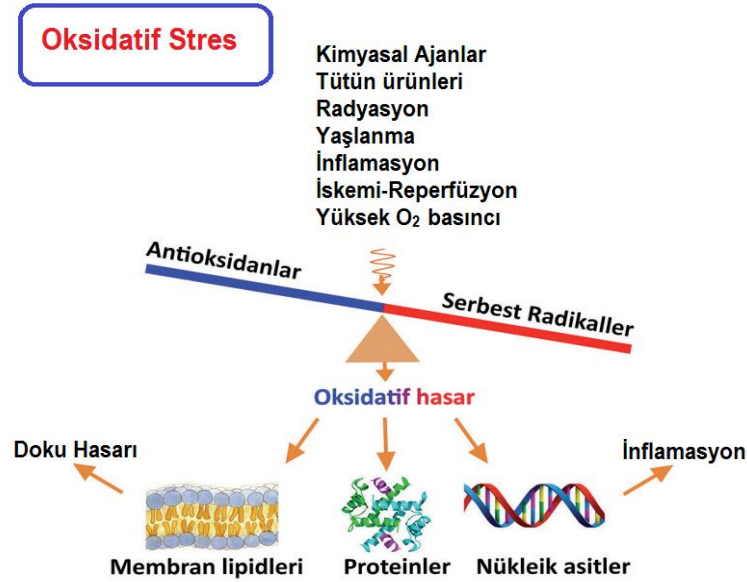 Oksidatif Stres
Kimyasal Ajanlar
Tütün ürünleri
Radyasyon
Yaşlanma
İnflamasyon
İskemi-Reperfüzyon
Yüksek O₂ basıncı
Antioksidanlar
Serbest Radikaller
Oksidatif hasar
Doku Hasarı
İnflamasyon
Membran lipidleri
Proteinler
Nükleik asitler